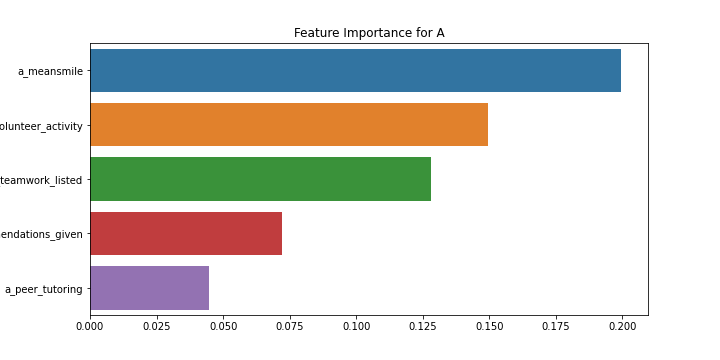 Feature Importance for A
a_meansmile
olunteer_activity
teamwork_listed
endations_given
a_peer_tutoring
0.000 0.025 0.050 0.075 0.100 0.125 0.150 0.175 0.200